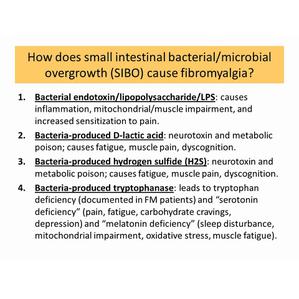 How does small intestinal bacterial/microbial
overgrowth (SIBO) cause fibromyalgia?
1. Bacterial endotoxin/lipopolysaccharide/LPS: causes
inflammation, mitochondrial/muscle impairment, and
increased sensitization to pain.
2. Bacteria-produced D-lactic acid: neurotoxin and metabolic
poison; causes fatigue, muscle pain, dyscognition.
3. Bacteria-produced hydrogen sulfide (H2S): neurotoxin and
metabolic poison; causes fatigue, muscle pain, dyscognition.
4. Bacteria-produced tryptophanase: leads to tryptophan
deficiency (documented in FM patients) and “serotonin
deficiency” (pain, fatigue, carbohydrate cravings,
depression) and “melatonin deficiency” (sleep disturbance,
mitochondrial impairment, oxidative stress, muscle fatigue).